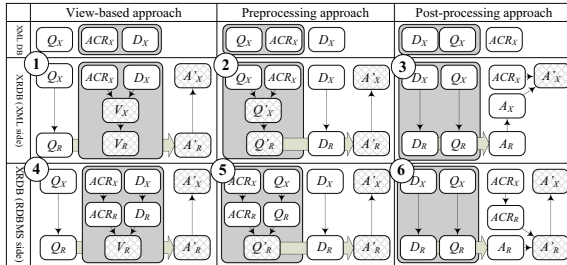 View-based approach Preprocessing approach Post-processing approach
XML DB
Q_X ACR_X D_X Q_X ACR_X D_X D_X Q_X ACR_X
XRDB (XML side)
1 Q_X ACR_X D_X A'_X 2 Q_X ACR_X D_X A'_X 3 D_X Q_X ACR_X A'_X
V_X Q'_X A_X
Q_R V_R A'_R Q'_R D_R A'_R D_R Q_R A_R
XRDB (RDBMS side)
4 Q_X ACR_X D_X A'_X 5 Q_X ACR_X D_X A'_X 6 D_X Q_X ACR_X A'_X
ACR_R D_R ACR_R Q_R ACR_R
Q_R V_R A'_R Q'_R D_R A'_R D_R Q_R A_R A'_R